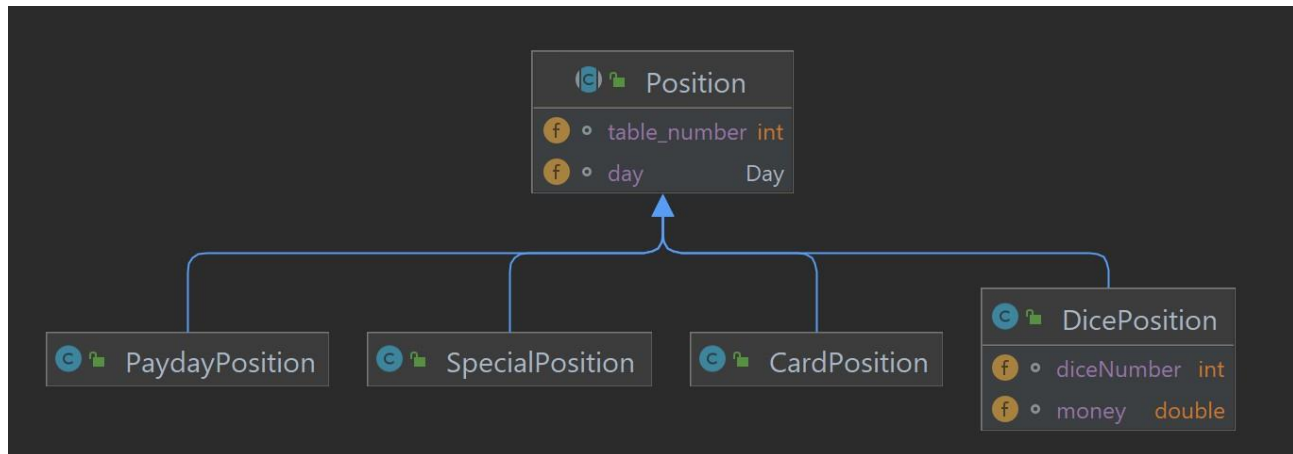 Position
table_number int
day Day
PaydayPosition
SpecialPosition
CardPosition
DicePosition
diceNumber int
money double